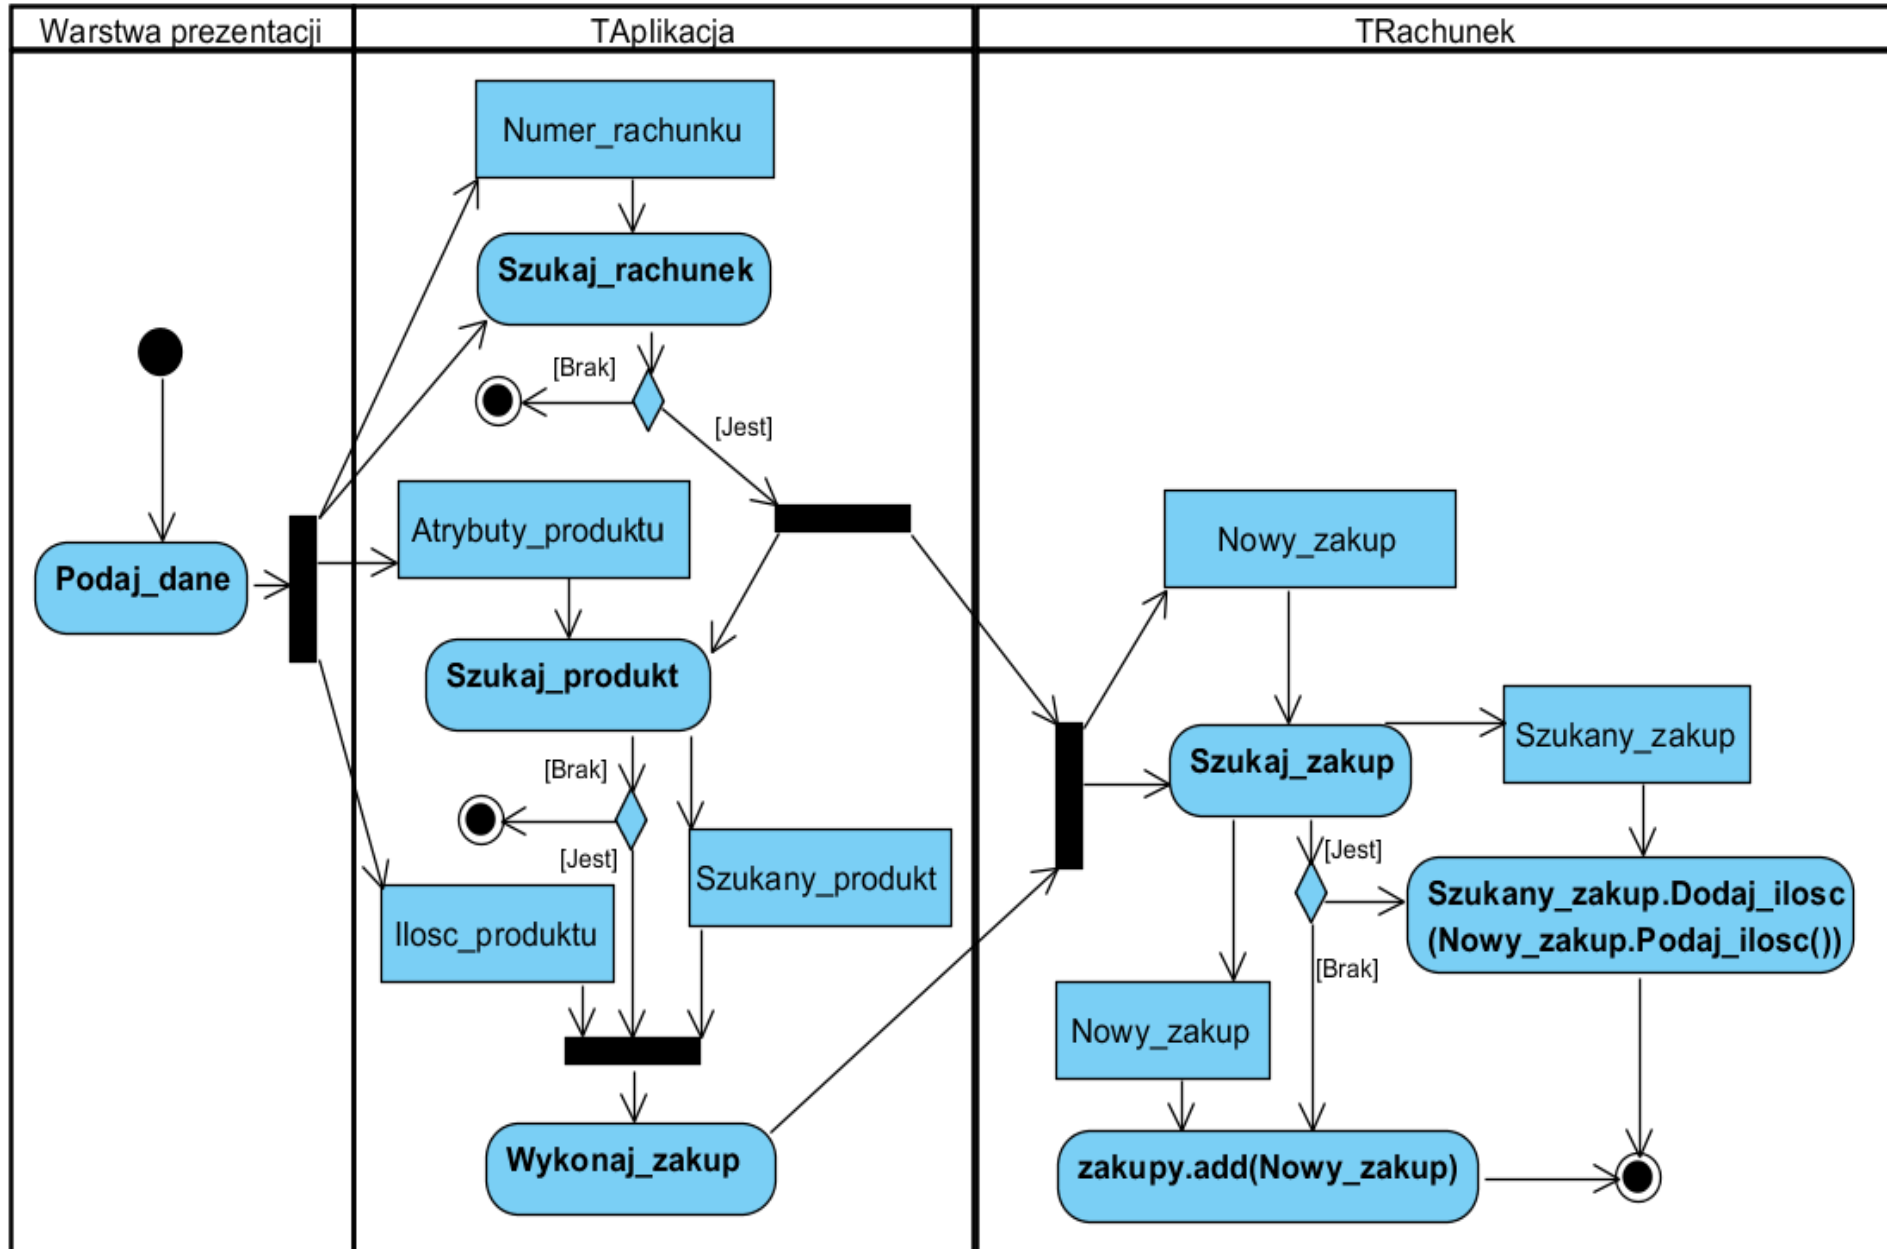 Warstwa prezentacji
TAplikacja
TRachunek
Numer_rachunku
Szukaj_rachunek
[Brak]
[Jest]
Atrybuty_produktu
Nowy_zakup
Podaj_dane
Szukaj_produkt
Szukany_zakup
Szukaj_zakup
[Brak]
[Jest]
[Jest]
Szukany_produkt
Szukany_zakup.Dodaj_ilosc
(Nowy_zakup.Podaj_ilosc())
Ilosc_produktu
[Brak]
Nowy_zakup
Wykonaj_zakup
zakupy.add(Nowy_zakup)